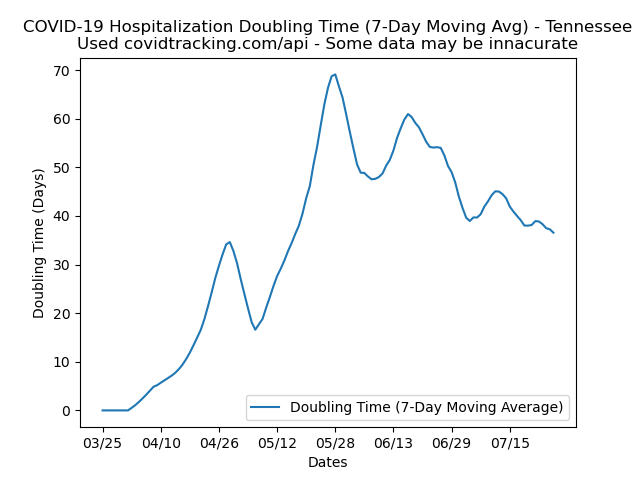 COVID-19 Hospitalization Doubling Time (7-Day Moving Avg) - Tennessee
Used covidtracking.com/api - Some data may be innacurate
70
60
50
40
30
20
10
0
Doubling Time (Days)
Doubling Time (7-Day Moving Average)
03/25 04/10 04/26 05/12 05/28 06/13 06/29 07/15
Dates